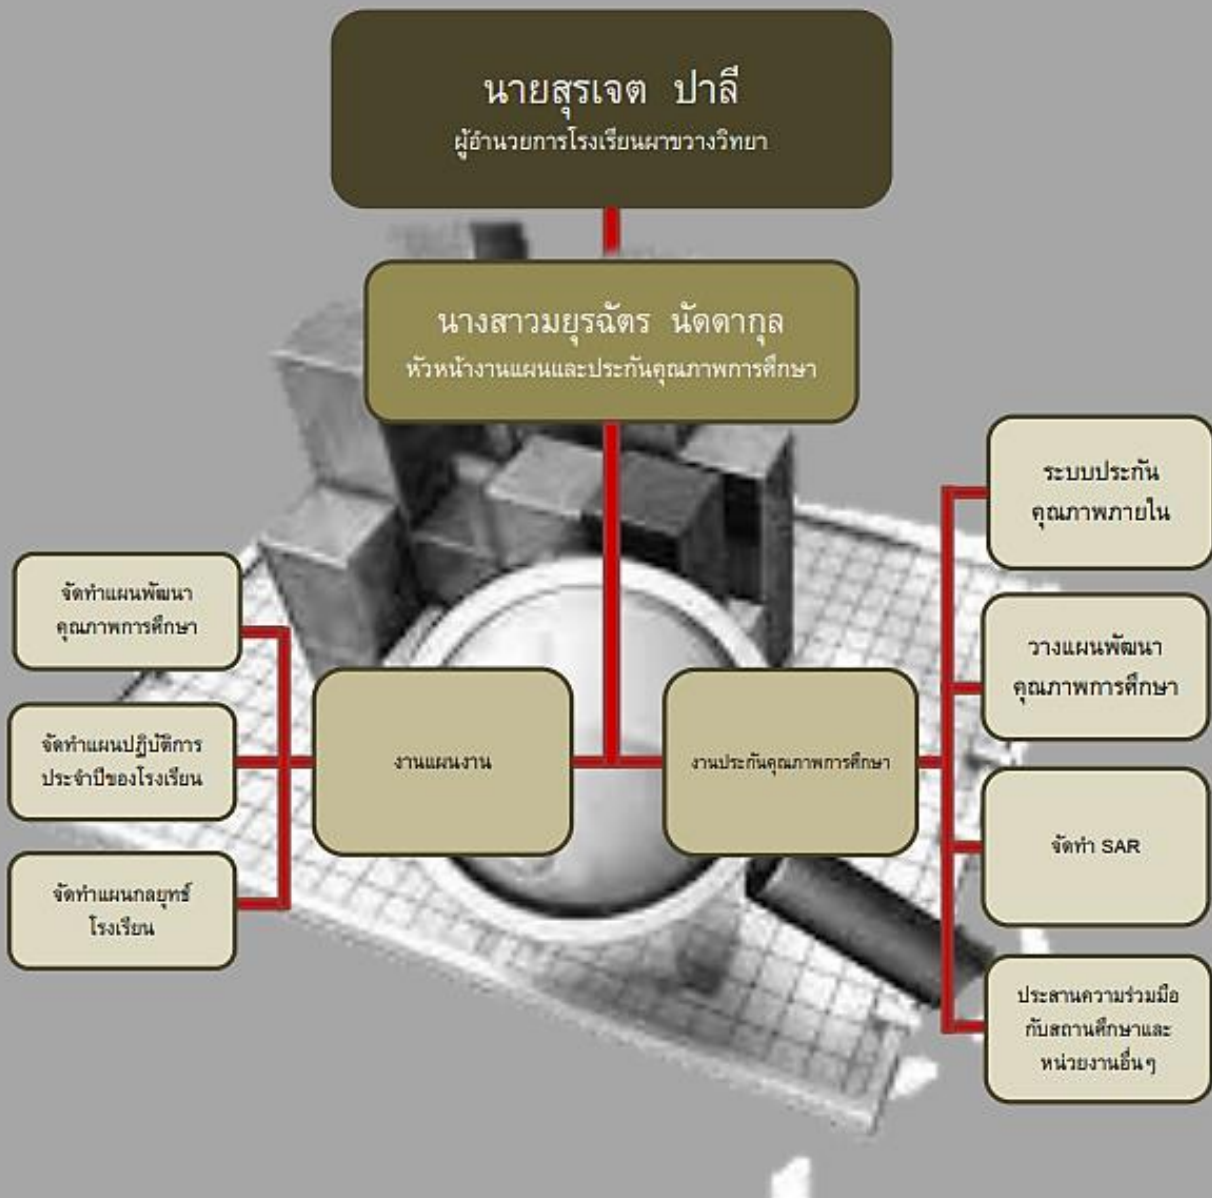 นายสุรเจต ปาลี
ผู้อำนวยการโรงเรียนผาขวางวิทยา
นางสาวมยุรฉัตร นัดดากุล
หัวหน้างานแผนและประกันคุณภาพการศึกษา
งานแผนงาน
จัดทำแผนพัฒนา
คุณภาพการศึกษา
จัดทำแผนปฏิบัติการ
ประจำปีของโรงเรียน
จัดทำแผนกลยุทธ์
โรงเรียน
งานประกันคุณภาพการศึกษา
ระบบประกัน
คุณภาพภายใน
วางแผนพัฒนา
คุณภาพการศึกษา
จัดทำ SAR
ประสานความร่วมมือ
กับสถานศึกษาและ
หน่วยงานอื่นๆ